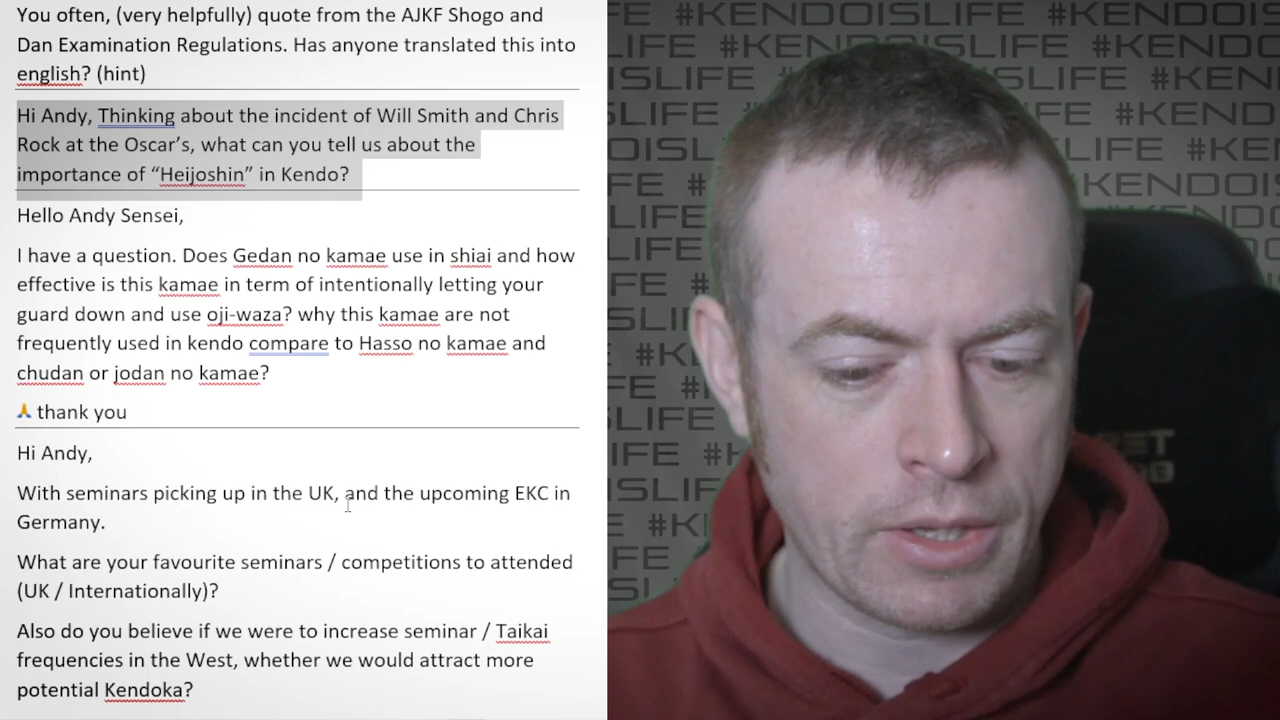 You often, (very helpfully) quote from the AJKF Shogo and
Dan Examination Regulations. Has anyone translated this into
english? (hint)
Hi Andy, Thinking about the incident of Will Smith and Chris
Rock at the Oscar’s, what can you tell us about the
importance of “Heijoshin” in Kendo?
Hello Andy Sensei,
I have a question. Does Gedan no kamae use in shiai and how
effective is this kamae in term of intentionally letting your
guard down and use oji-waza? why this kamae are not
frequently used in kendo compare to Hasso no kamae and
chudan or jodan no kamae?
🙏 thank you
Hi Andy,
With seminars picking up in the UK, and the upcoming EKC in
Germany.
What are your favourite seminars / competitions to attended
(UK / Internationally)?
Also do you believe if we were to increase seminar / Taikai
frequencies in the West, whether we would attract more
potential Kendoka?
#KENDOISLIFE #KENDOISLIFE #KENDOISLIFE